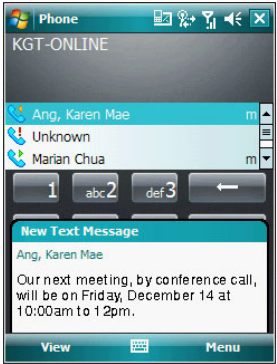 Phone
KGT-ONLINE
Ang, Karen Mae m
Unknown
Marian Chua m
1 abc2 def3
New Text Message
Ang, Karen Mae
Our next meeting, by conference call,
will be on Friday, December 14 at
10:00am to 12pm.
View Menu